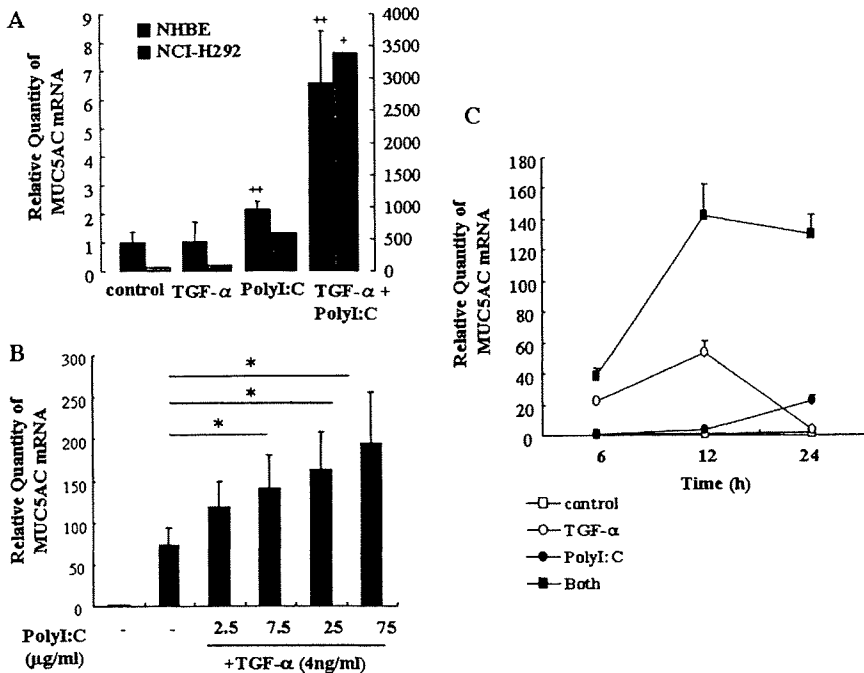 A
Relative Quantity of
MUC5AC mRNA
9
8
7
6
5
4
3
2
1
0
NHBE
NCI-H292
++
++
+
4000
3500
3000
2500
2000
1500
1000
500
0
control
TGF-α
PolyI:C
TGF-α +
PolyI:C
B
Relative Quantity of
MUC5AC mRNA
300
250
200
150
100
50
0
*
*
*
PolyI:C
(μg/ml)
- - 2.5 7.5 25 75
+TGF-α (4ng/ml)
C
Relative Quantity of
MUC5AC mRNA
180
160
140
120
100
80
60
40
20
0
6 12 24
Time (h)
control
TGF-α
PolyI:C
Both